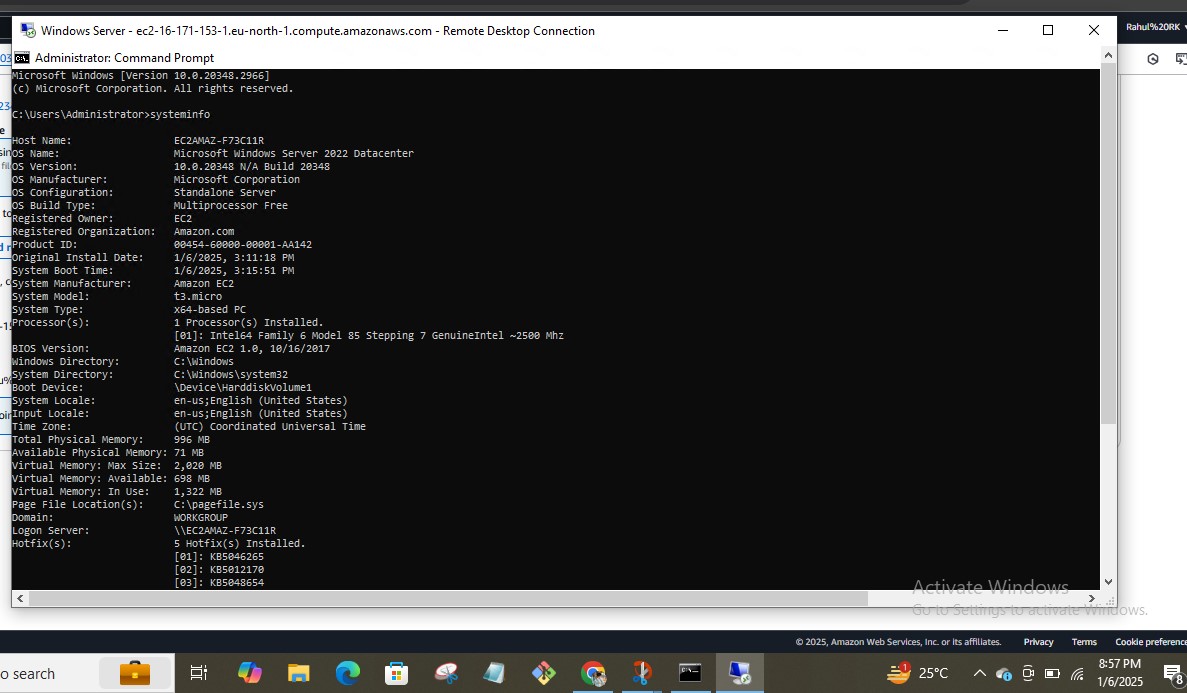 Windows Server - ec2-16-171-153-1.eu-north-1.compute.amazonaws.com - Remote Desktop Connection
Rahul%20RK
Administrator: Command Prompt
Microsoft Windows [Version 10.0.20348.2966]
(c) Microsoft Corporation. All rights reserved.
C:\Users\Administrator>systeminfo
Host Name: EC2AMAZ-F73C11R
OS Name: Microsoft Windows Server 2022 Datacenter
OS Version: 10.0.20348 N/A Build 20348
OS Manufacturer: Microsoft Corporation
OS Configuration: Standalone Server
OS Build Type: Multiprocessor Free
Registered Owner: EC2
Registered Organization: Amazon.com
Product ID: 00454-60000-00001-AA142
Original Install Date: 1/6/2025, 3:11:18 PM
System Boot Time: 1/6/2025, 3:15:51 PM
System Manufacturer: Amazon EC2
System Model: t3.micro
System Type: x64-based PC
Processor(s): 1 Processor(s) Installed.
[01]: Intel64 Family 6 Model 85 Stepping 7 GenuineIntel ~2500 Mhz
BIOS Version: Amazon EC2 1.0, 10/16/2017
Windows Directory: C:\Windows
System Directory: C:\Windows\system32
Boot Device: \Device\HarddiskVolume1
System Locale: en-us;English (United States)
Input Locale: en-us;English (United States)
Time Zone: (UTC) Coordinated Universal Time
Total Physical Memory: 996 MB
Available Physical Memory: 71 MB
Virtual Memory: Max Size: 2,020 MB
Virtual Memory: Available: 698 MB
Virtual Memory: In Use: 1,322 MB
Page File Location(s): C:\pagefile.sys
Domain: WORKGROUP
Logon Server: \\EC2AMAZ-F73C11R
Hotfix(s): 5 Hotfix(s) Installed.
[01]: KB5046265
[02]: KB5012170
[03]: KB5048654
Activate Windows
Go to Settings to activate Windows.
© 2025, Amazon Web Services, Inc. or its affiliates. Privacy Terms Cookie preference
o search
1
25°C
8:57 PM
1/6/2025
8